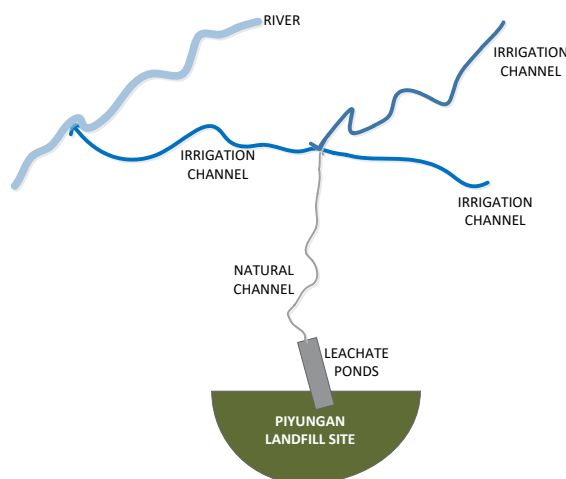 RIVER
IRRIGATION
CHANNEL
IRRIGATION
CHANNEL
IRRIGATION
CHANNEL
NATURAL
CHANNEL
LEACHATE
PONDS
PIYUNGAN
LANDFILL SITE